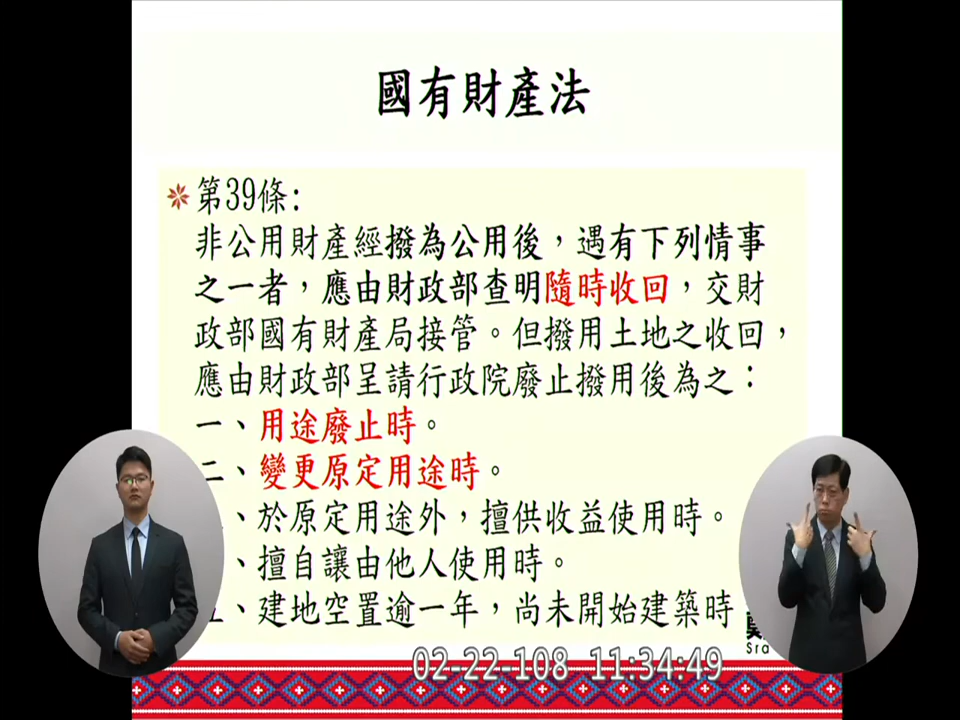 國有財產法
第39條:
非公用財產經撥為公用後，遇有下列情事
之一者，應由財政部查明隨時收回，交財
政部國有財產局接管。但撥用土地之收回，
應由財政部呈請行政院廢止撥用後為之：
一、用途廢止時。
二、變更原定用途時。
、於原定用途外，擅供收益使用時。
、擅自讓由他人使用時。
五、建地空置逾一年，尚未開始建築時
Sra
02-22-108 11:34:49